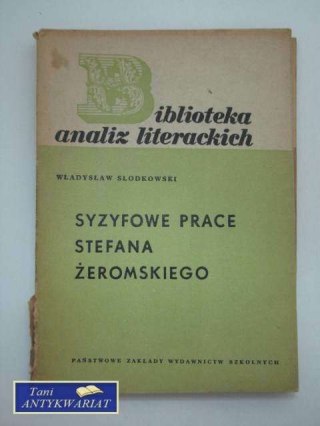 Biblioteka
analiz literackich
WŁADYSŁAW SŁODKOWSKI
SYZYFOWE PRACE
STEFANA
ŻEROMSKIEGO
PAŃSTWOWE ZAKŁADY WYDAWNICTW SZKOLNYCH
Tani
ANTYKWARIAT